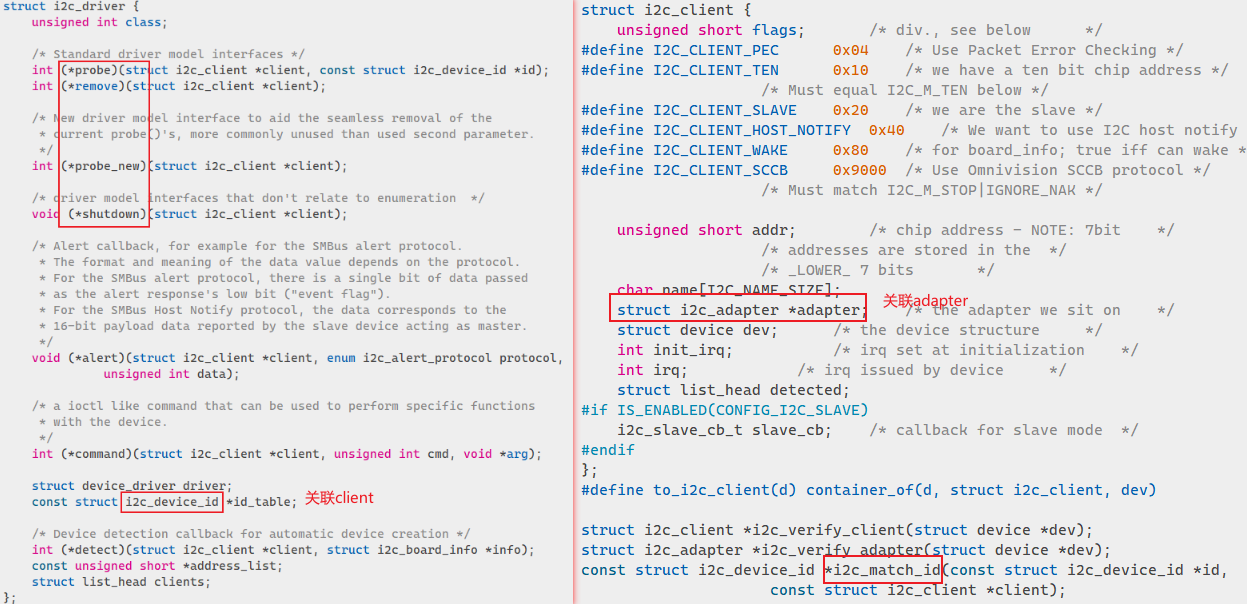 struct i2c_driver {
    unsigned int class;

    /* Standard driver model interfaces */
    int (*probe)(struct i2c_client *client, const struct i2c_device_id *id);
    int (*remove)(struct i2c_client *client);

    /* New driver model interface to aid the seamless removal of the
     * current probe()'s, more commonly unused than used second parameter.
     */
    int (*probe_new)(struct i2c_client *client);

    /* driver model interfaces that don't relate to enumeration  */
    void (*shutdown)(struct i2c_client *client);

    /* Alert callback, for example for the SMBus alert protocol.
     * The format and meaning of the data value depends on the protocol.
     * For the SMBus alert protocol, there is a single bit of data passed
     * as the alert response's low bit ("event flag").
     * For the SMBus Host Notify protocol, the data corresponds to the
     * 16-bit payload data reported by the slave device acting as master.
     */
    void (*alert)(struct i2c_client *client, enum i2c_alert_protocol protocol,
              unsigned int data);

    /* a ioctl like command that can be used to perform specific functions
     * with the device.
     */
    int (*command)(struct i2c_client *client, unsigned int cmd, void *arg);

    struct device_driver driver;
    const struct i2c_device_id *id_table; 关联client

    /* Device detection callback for automatic device creation */
    int (*detect)(struct i2c_client *client, struct i2c_board_info *info);
    const unsigned short *address_list;
    struct list_head clients;
};
struct i2c_client {
    unsigned short flags;       /* div., see below      */
#define I2C_CLIENT_PEC      0x04    /* Use Packet Error Checking */
#define I2C_CLIENT_TEN      0x10    /* we have a ten bit chip address */
                    /* Must equal I2C_M_TEN below */
#define I2C_CLIENT_SLAVE    0x20    /* we are the slave */
#define I2C_CLIENT_HOST_NOTIFY  0x40    /* We want to use I2C host notify
#define I2C_CLIENT_WAKE     0x80    /* for board_info; true iff can wake *
#define I2C_CLIENT_SCCB     0x9000  /* Use Omnivision SCCB protocol */
                    /* Must match I2C_M_STOP|IGNORE_NAK */

    unsigned short addr;        /* chip address - NOTE: 7bit    */
                    /* addresses are stored in the  */
                    /* _LOWER_ 7 bits       */
    char name[I2C_NAME_SIZE];
    struct i2c_adapter *adapter;    /* the adapter we sit on    */ 关联adapter
    struct device dev;      /* the device structure     */
    int init_irq;           /* irq set at initialization    */
    int irq;            /* irq issued by device     */
    struct list_head detected;
#if IS_ENABLED(CONFIG_I2C_SLAVE)
    i2c_slave_cb_t slave_cb;    /* callback for slave mode  */
#endif
};
#define to_i2c_client(d) container_of(d, struct i2c_client, dev)

struct i2c_client *i2c_verify_client(struct device *dev);
struct i2c_adapter *i2c_verify_adapter(struct device *dev);
const struct i2c_device_id *i2c_match_id(const struct i2c_device_id *id,
                     const struct i2c_client *client);